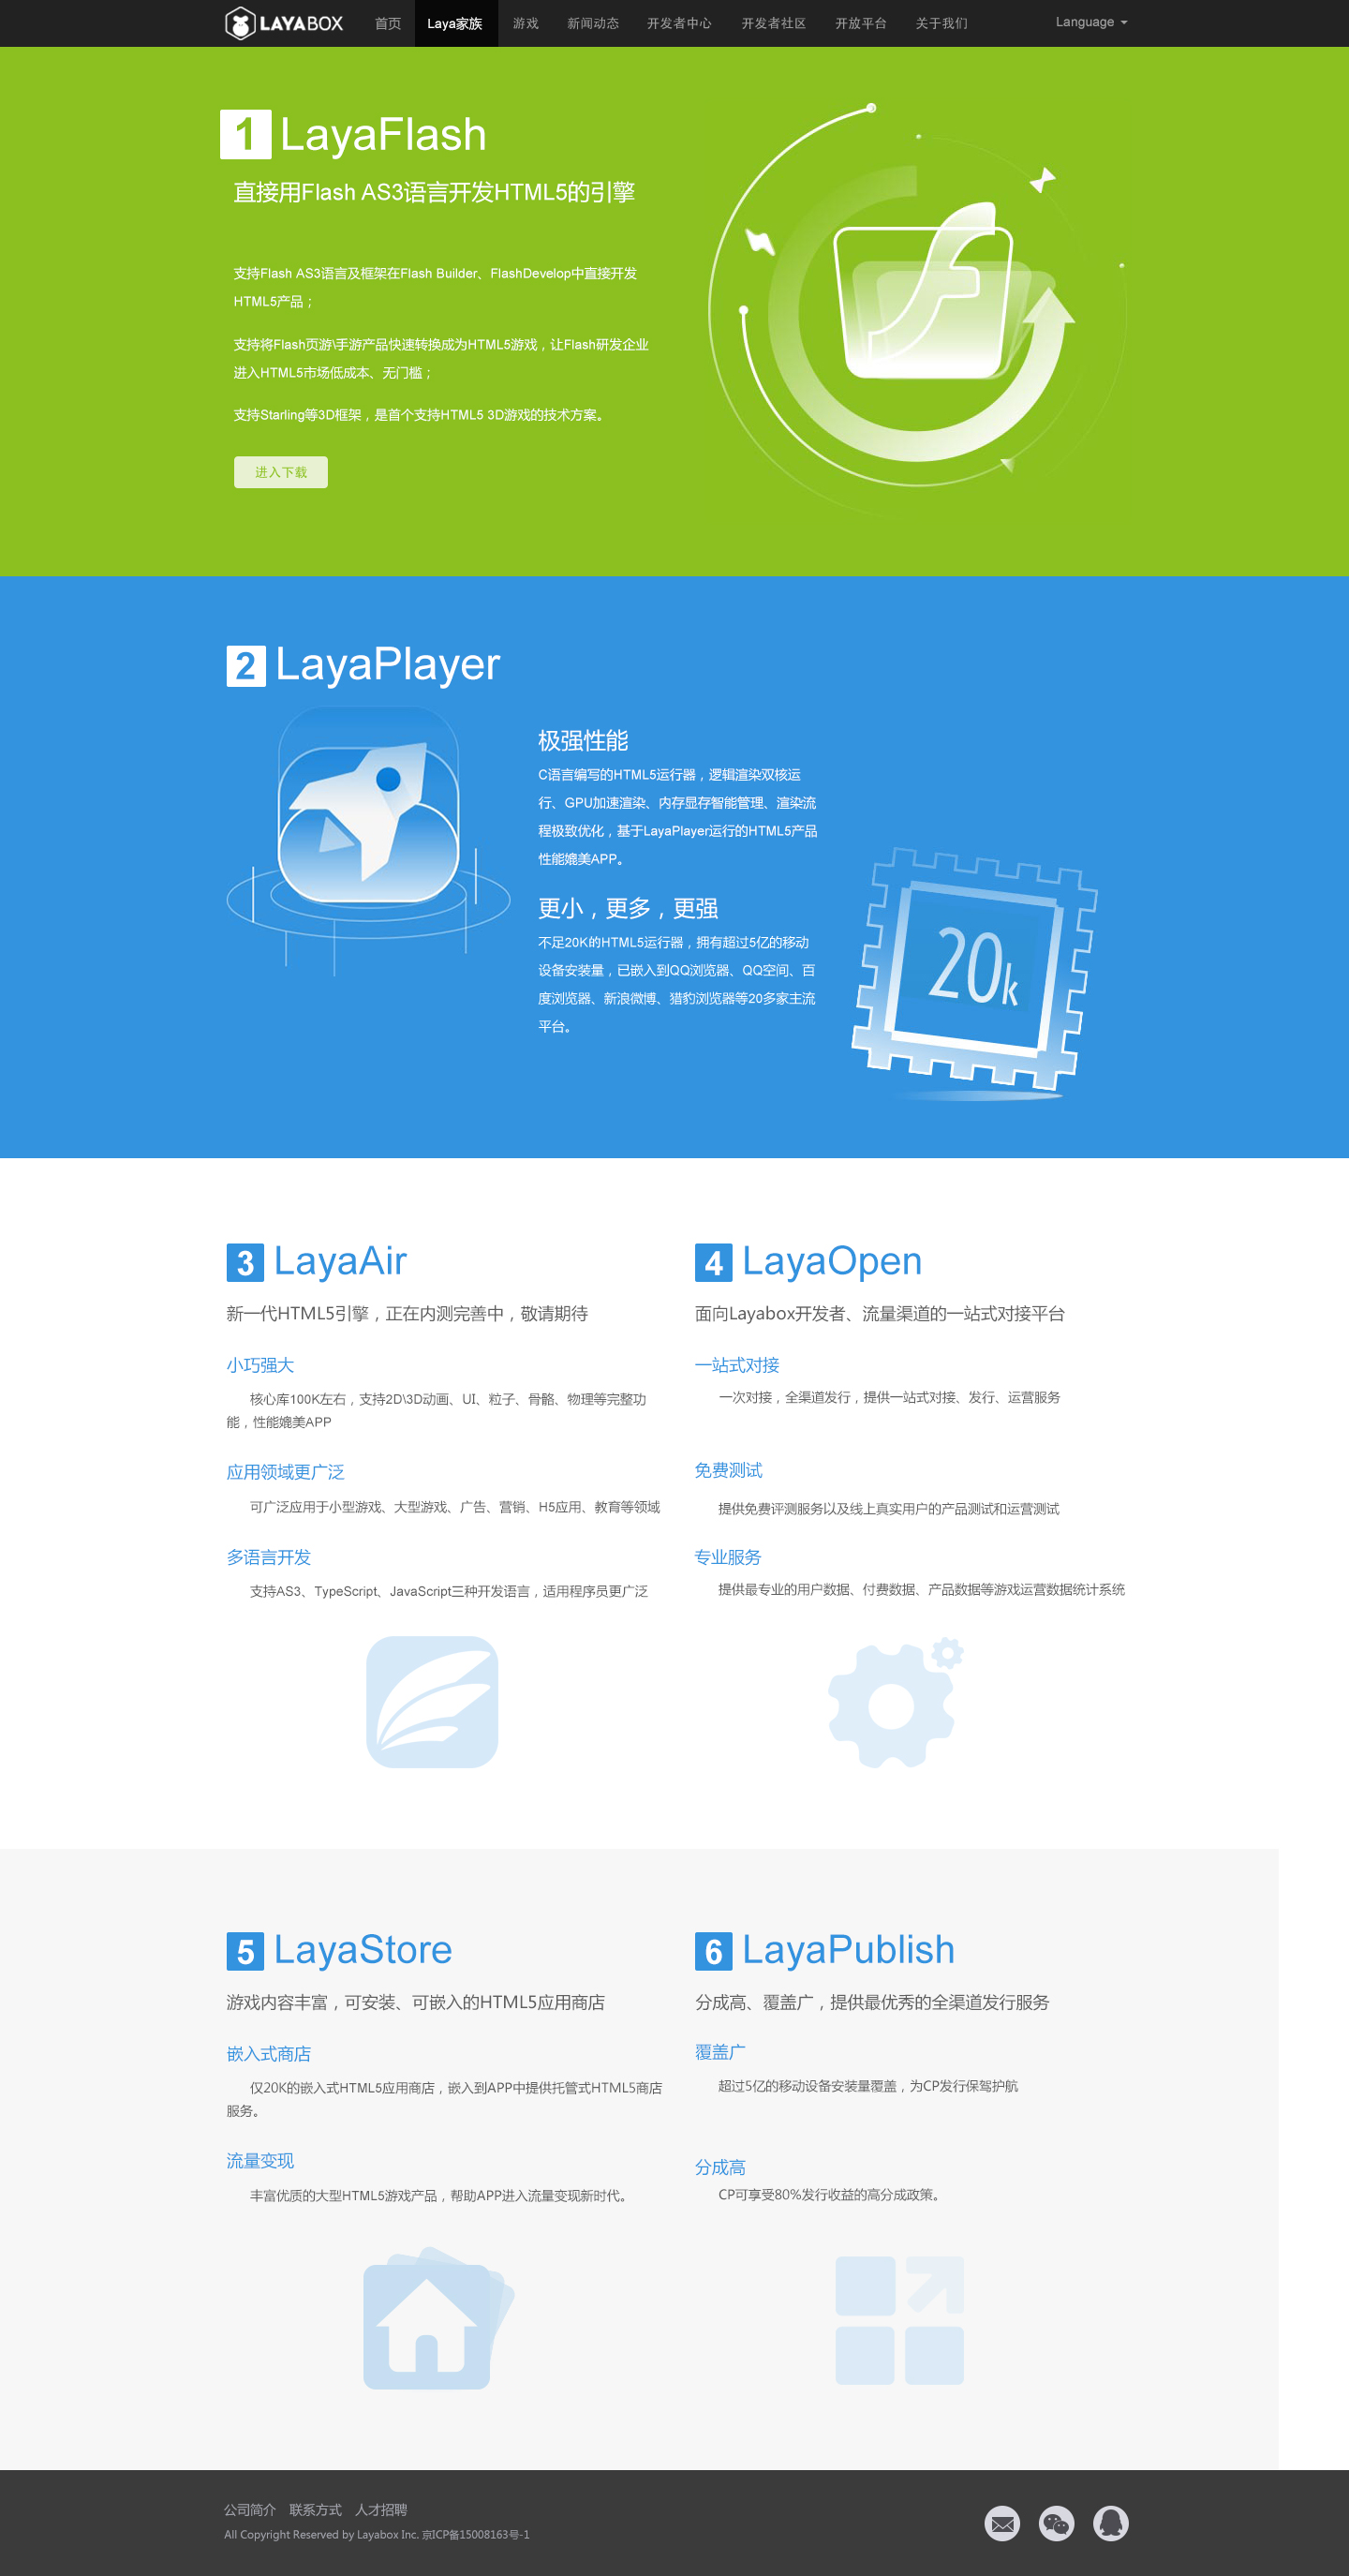 LAYABOX 首页 Laya家族 游戏 新闻动态 开发者中心 开发者社区 开放平台 关于我们 Language
1 LayaFlash
直接用Flash AS3语言开发HTML5的引擎
支持Flash AS3语言及框架在Flash Builder、FlashDevelop中直接开发
HTML5产品；
支持将Flash页游\手游产品快速转换成为HTML5游戏，让Flash研发企业
进入HTML5市场低成本、无门槛；
支持Starling等3D框架，是首个支持HTML5 3D游戏的技术方案。
进入下载
2 LayaPlayer
极强性能
C语言编写的HTML5运行器，逻辑渲染双核运
行、GPU加速渲染、内存显存智能管理、渲染流
程极致优化，基于LayaPlayer运行的HTML5产品
性能媲美APP。
更小，更多，更强
不足20K的HTML5运行器，拥有超过5亿的移动
设备安装量，已嵌入到QQ浏览器、QQ空间、百
度浏览器、新浪微博、猎豹浏览器等20多家主流
平台。
20k
3 LayaAir
新一代HTML5引擎，正在内测完善中，敬请期待
小巧强大
核心库100K左右，支持2D\3D动画、UI、粒子、骨骼、物理等完整功
能，性能媲美APP
应用领域更广泛
可广泛应用于小型游戏、大型游戏、广告、营销、H5应用、教育等领域
多语言开发
支持AS3、TypeScript、JavaScript三种开发语言，适用程序员更广泛
4 LayaOpen
面向Layabox开发者、流量渠道的一站式对接平台
一站式对接
一次对接，全渠道发行，提供一站式对接、发行、运营服务
免费测试
提供免费评测服务以及线上真实用户的产品测试和运营测试
专业服务
提供最专业的用户数据、付费数据、产品数据等游戏运营数据统计系统
5 LayaStore
游戏内容丰富，可安装、可嵌入的HTML5应用商店
嵌入式商店
仅20K的嵌入式HTML5应用商店，嵌入到APP中提供托管式HTML5商店
服务。
流量变现
丰富优质的大型HTML5游戏产品，帮助APP进入流量变现新时代。
6 LayaPublish
分成高、覆盖广，提供最优秀的全渠道发行服务
覆盖广
超过5亿的移动设备安装量覆盖，为CP发行保驾护航
分成高
CP可享受80%发行收益的高分成政策。
公司简介 联系方式 人才招聘
All Copyright Reserved by Layabox Inc. 京ICP备15008163号-1